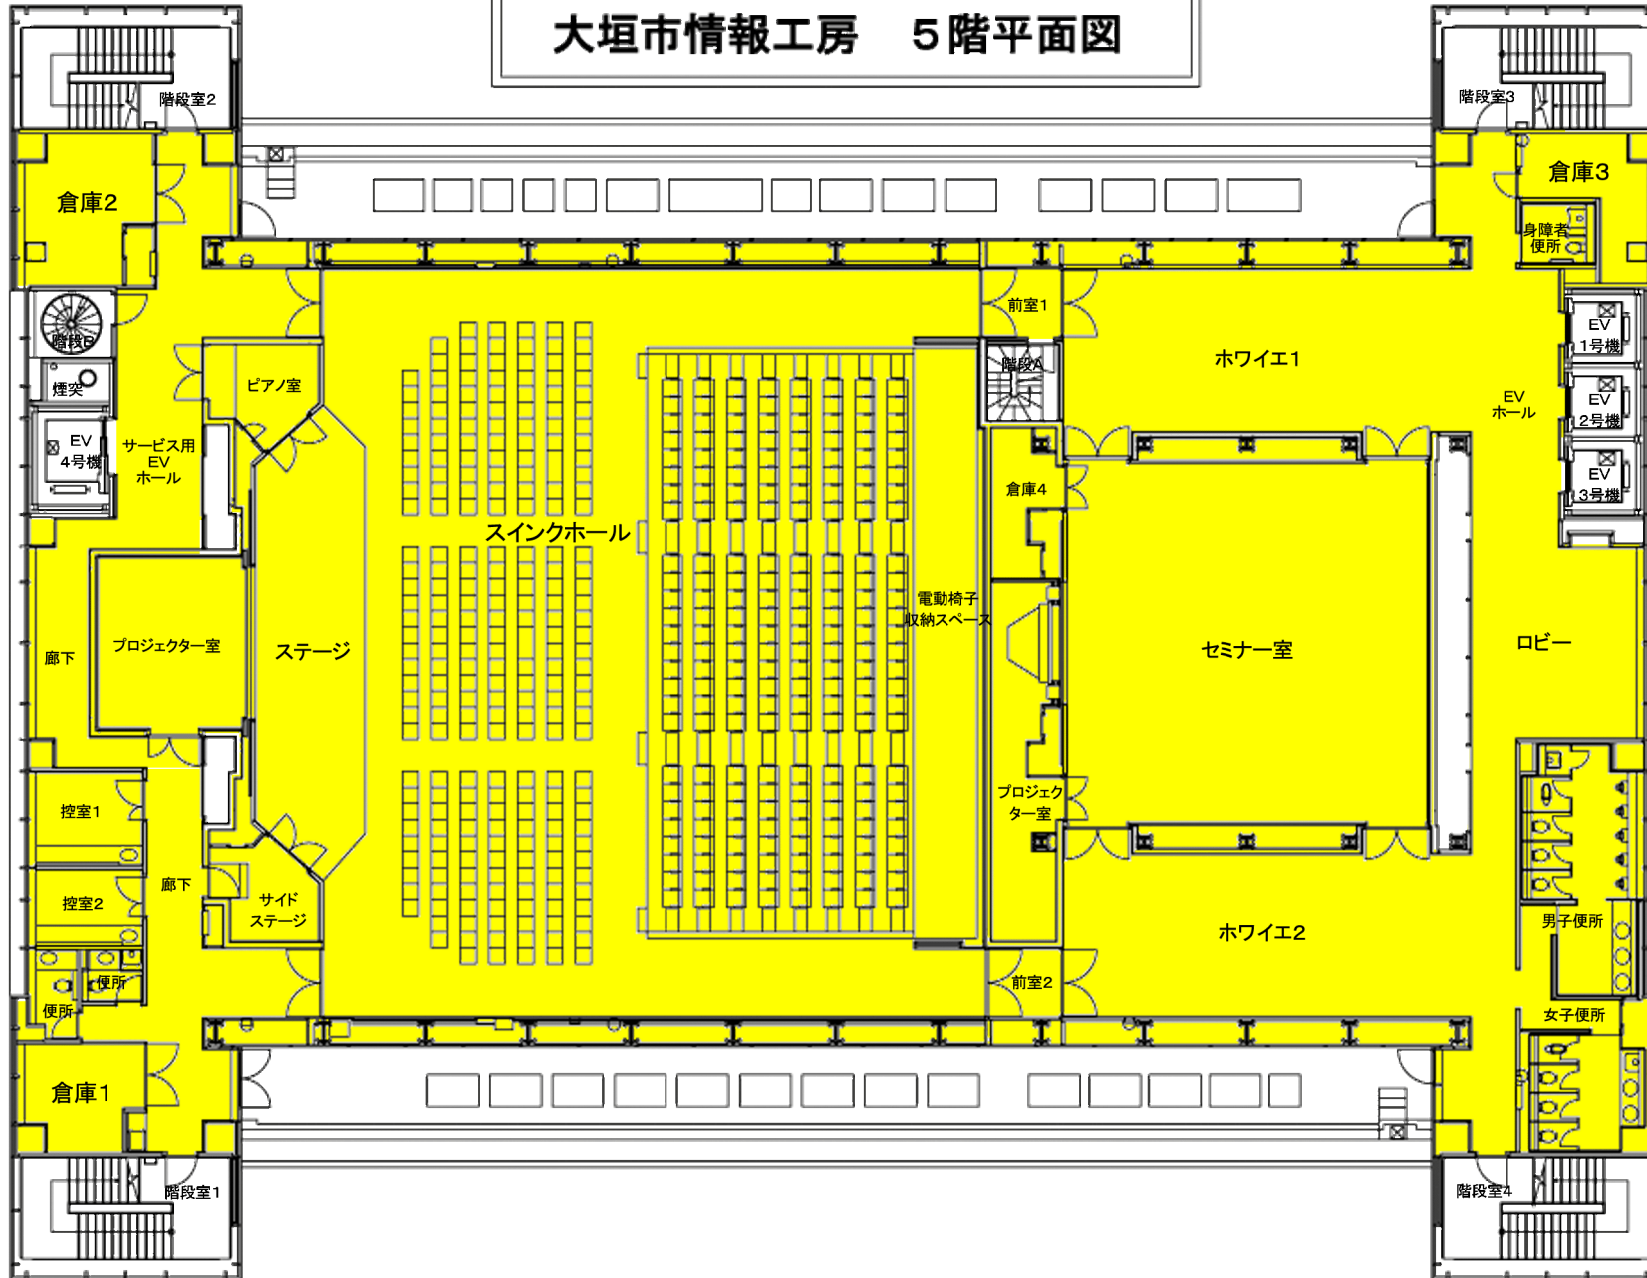 大垣市情報工房　５階平面図
階段室2
階段室3
倉庫2
倉庫3
身障者
便所
前室1
階段B
煙突
階段A
ピアノ室
ホワイエ1
EV
1号機
EV
ホール
EV
2号機
EV
4号機
サービス用
EV
ホール
EV
3号機
倉庫4
スインクホール
電動椅子
収納スペース
プロジェクター室
廊下
ステージ
セミナー室
ロビー
プロジェク
ター室
控室1
控室2
廊下
サイド
ステージ
ホワイエ2
男子便所
便所
便所
前室2
女子便所
倉庫1
階段室1
階段室4